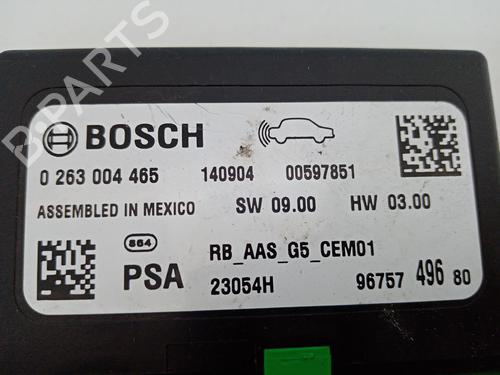 B-PARTS
BOSCH
0 263 004 465 140904 00597851
ASSEMBLED IN MEXICO SW 09.00 HW 03.00
864
PSA
RB_AAS_G5_CEM01
23054H 96757 496 80